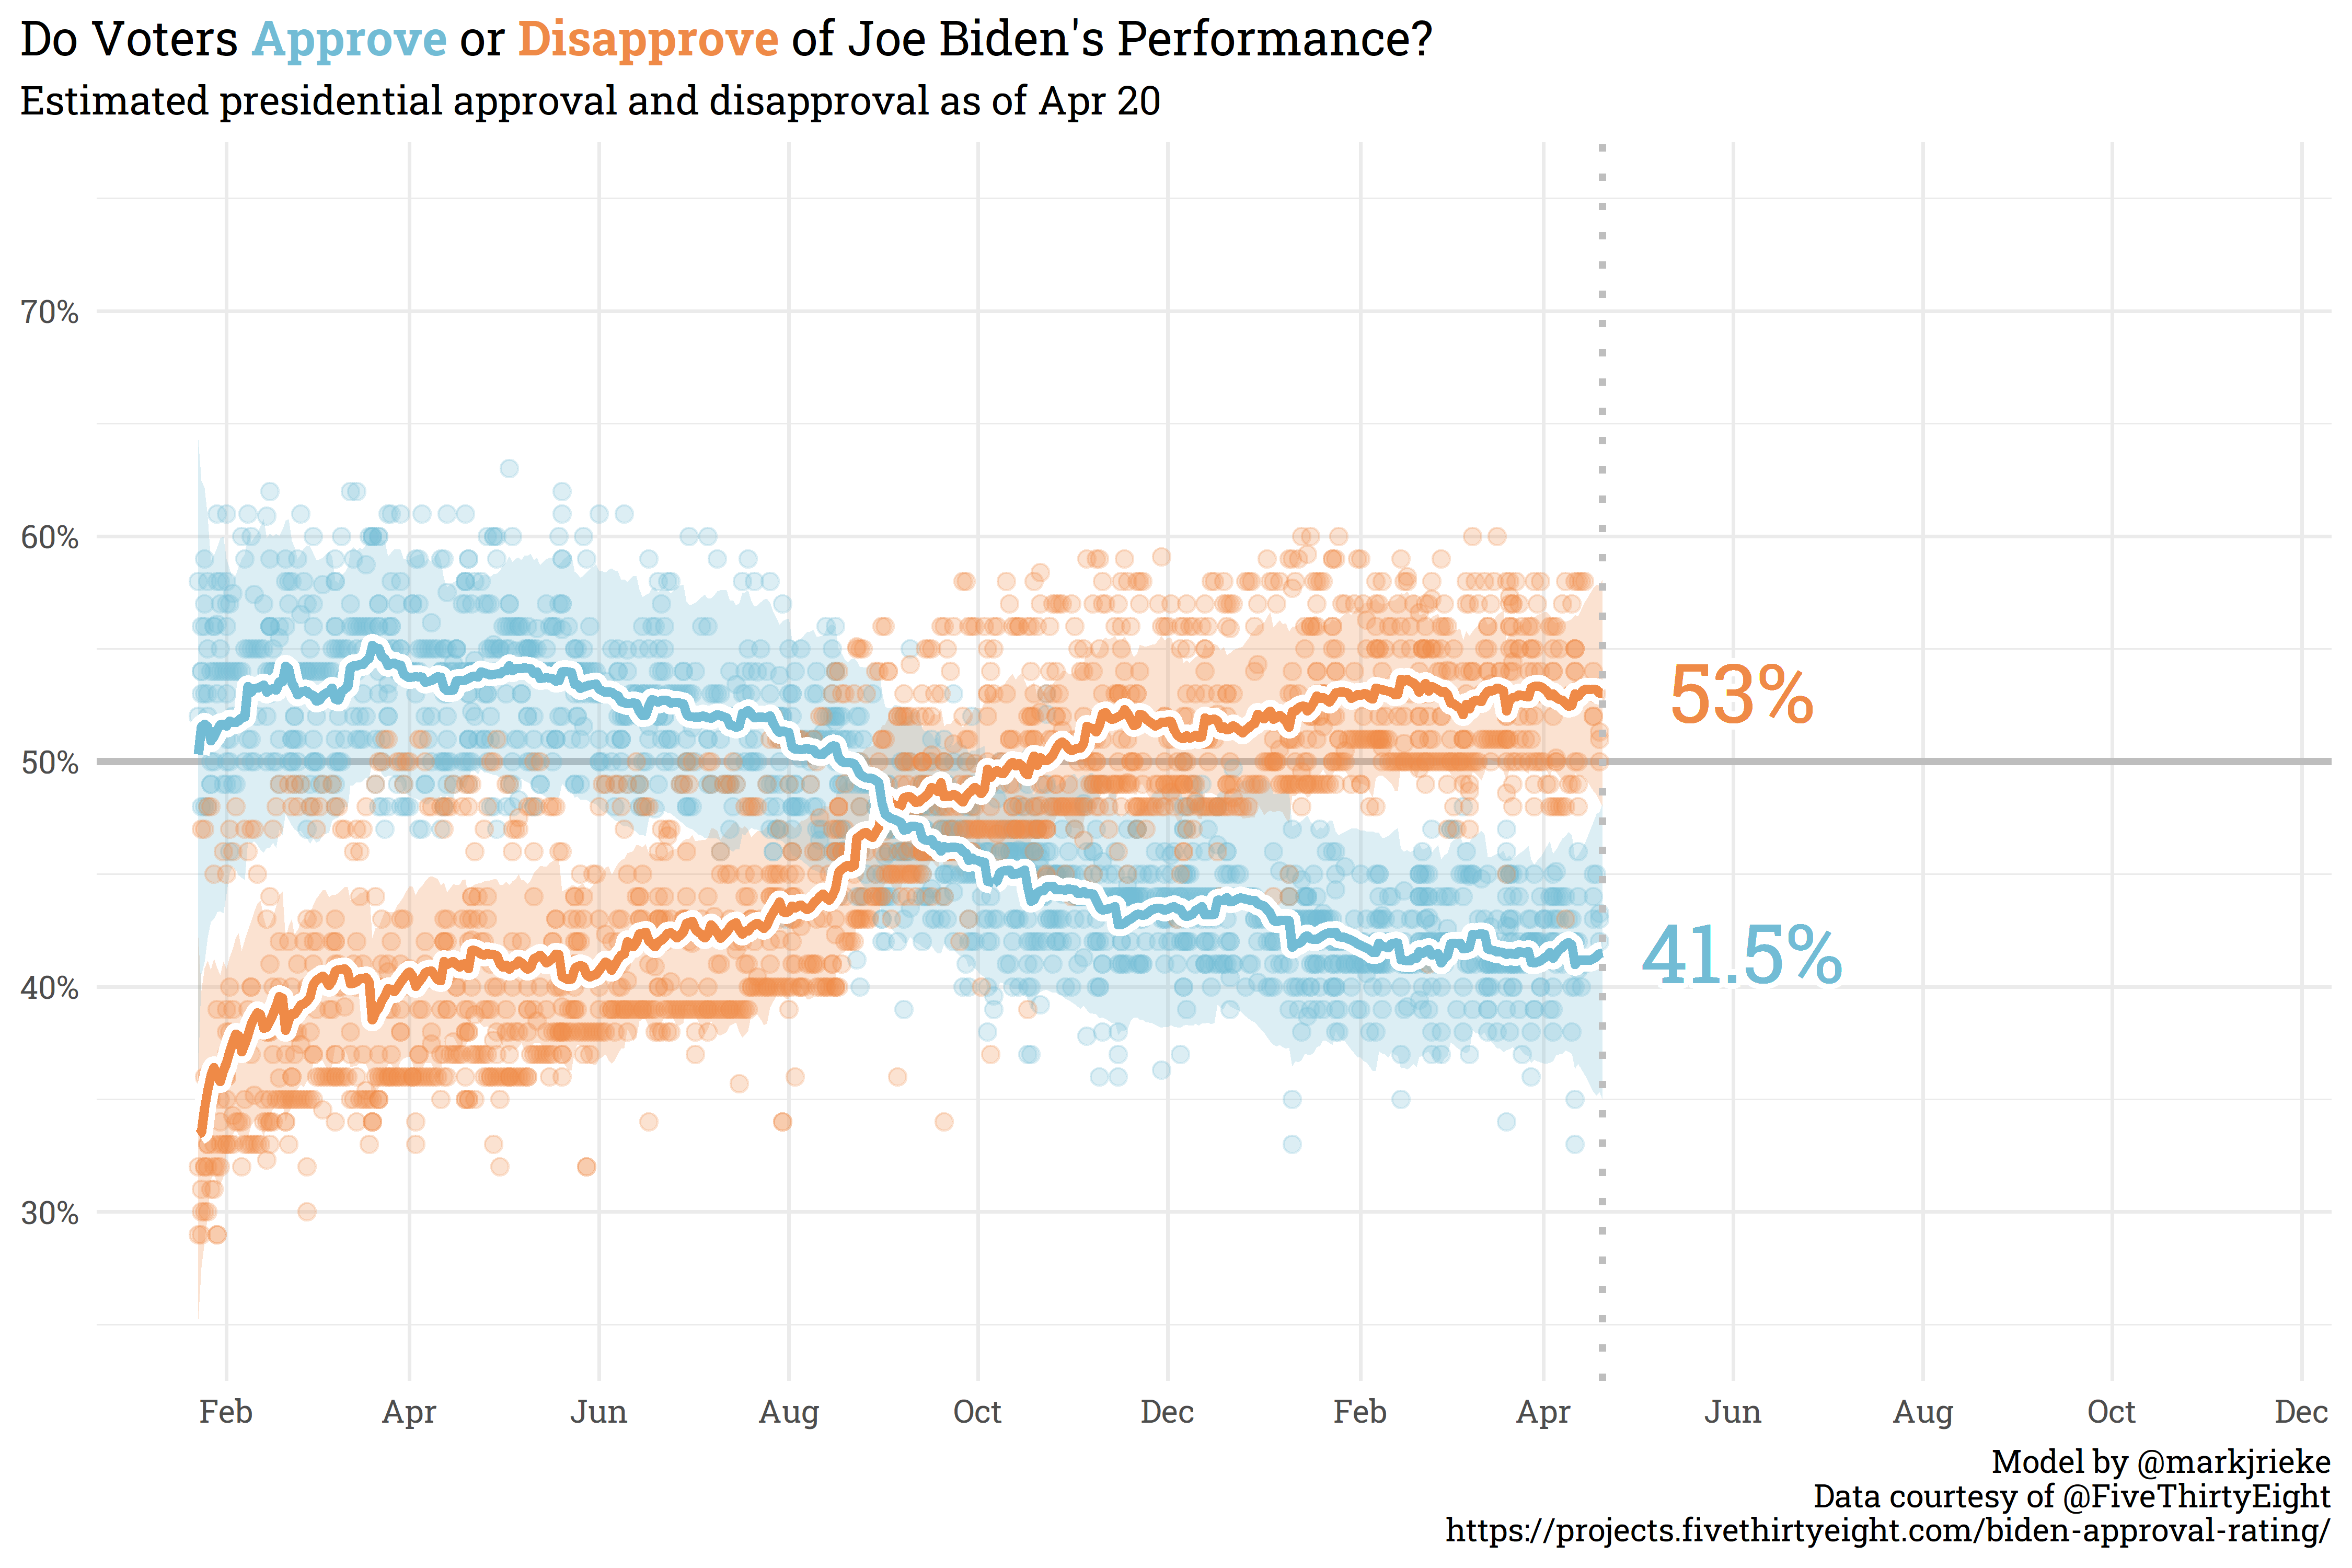 Do Voters Approve or Disapprove of Joe Biden's Performance?
Estimated presidential approval and disapproval as of Apr 20
70%
60%
50%
40%
30%
53%
41.5%
Feb Apr Jun Aug Oct Dec Feb Apr Jun Aug Oct Dec
Model by @markjrieke
Data courtesy of @FiveThirtyEight
https://projects.fivethirtyeight.com/biden-approval-rating/